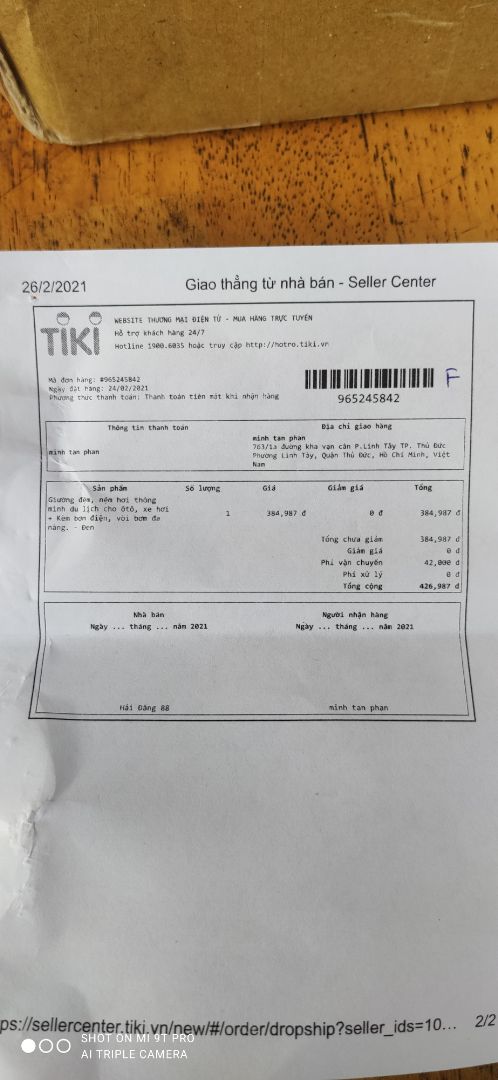 26/2/2021
Giao thẳng từ nhà bán - Seller Center
TIKI
WEBSITE THƯƠNG MẠI ĐIỆN TỬ - MUA HÀNG TRỰC TUYẾN
Hỗ trợ khách hàng 24/7
Hotline 1900.6035 hoặc truy cập http://hotro.tiki.vn
Mã đơn hàng: #965245842
Ngày đặt hàng: 24/02/2021
Phương thức thanh toán: Thanh toán tiền mặt khi nhận hàng
965245842
F
Thông tin thanh toán
Địa chỉ giao hàng
minh tan phan
minh tan phan
763/1a đường kha vạn cân P.Linh Tây TP. Thủ Đức
Phường Linh Tây, Quận Thủ Đức, Hồ Chí Minh, Việt
Nam
Sản phẩm Số lượng Giá Giảm giá Tổng
Giường đệm, nệm hơi thông
minh du lịch cho ôtô, xe hơi
+ Kèm bơm điện, vòi bơm đa
năng. - Đen
1 384,987 đ 0 đ 384,987 đ
Tổng chưa giảm 384,987 đ
Giảm giá 0 đ
Phí vận chuyển 42,000 đ
Phí xử lý 0 đ
Tổng cộng 426,987 đ
Nhà bán
Người nhận hàng
Ngày ... tháng ... năm 2021
Ngày ... tháng ... năm 2021
Hải Đăng 88
minh tan phan
ps://sellercenter.tiki.vn/new/#/order/dropship?seller_ids=10... 2/2
SHOT ON MI 9T PRO
AI TRIPLE CAMERA